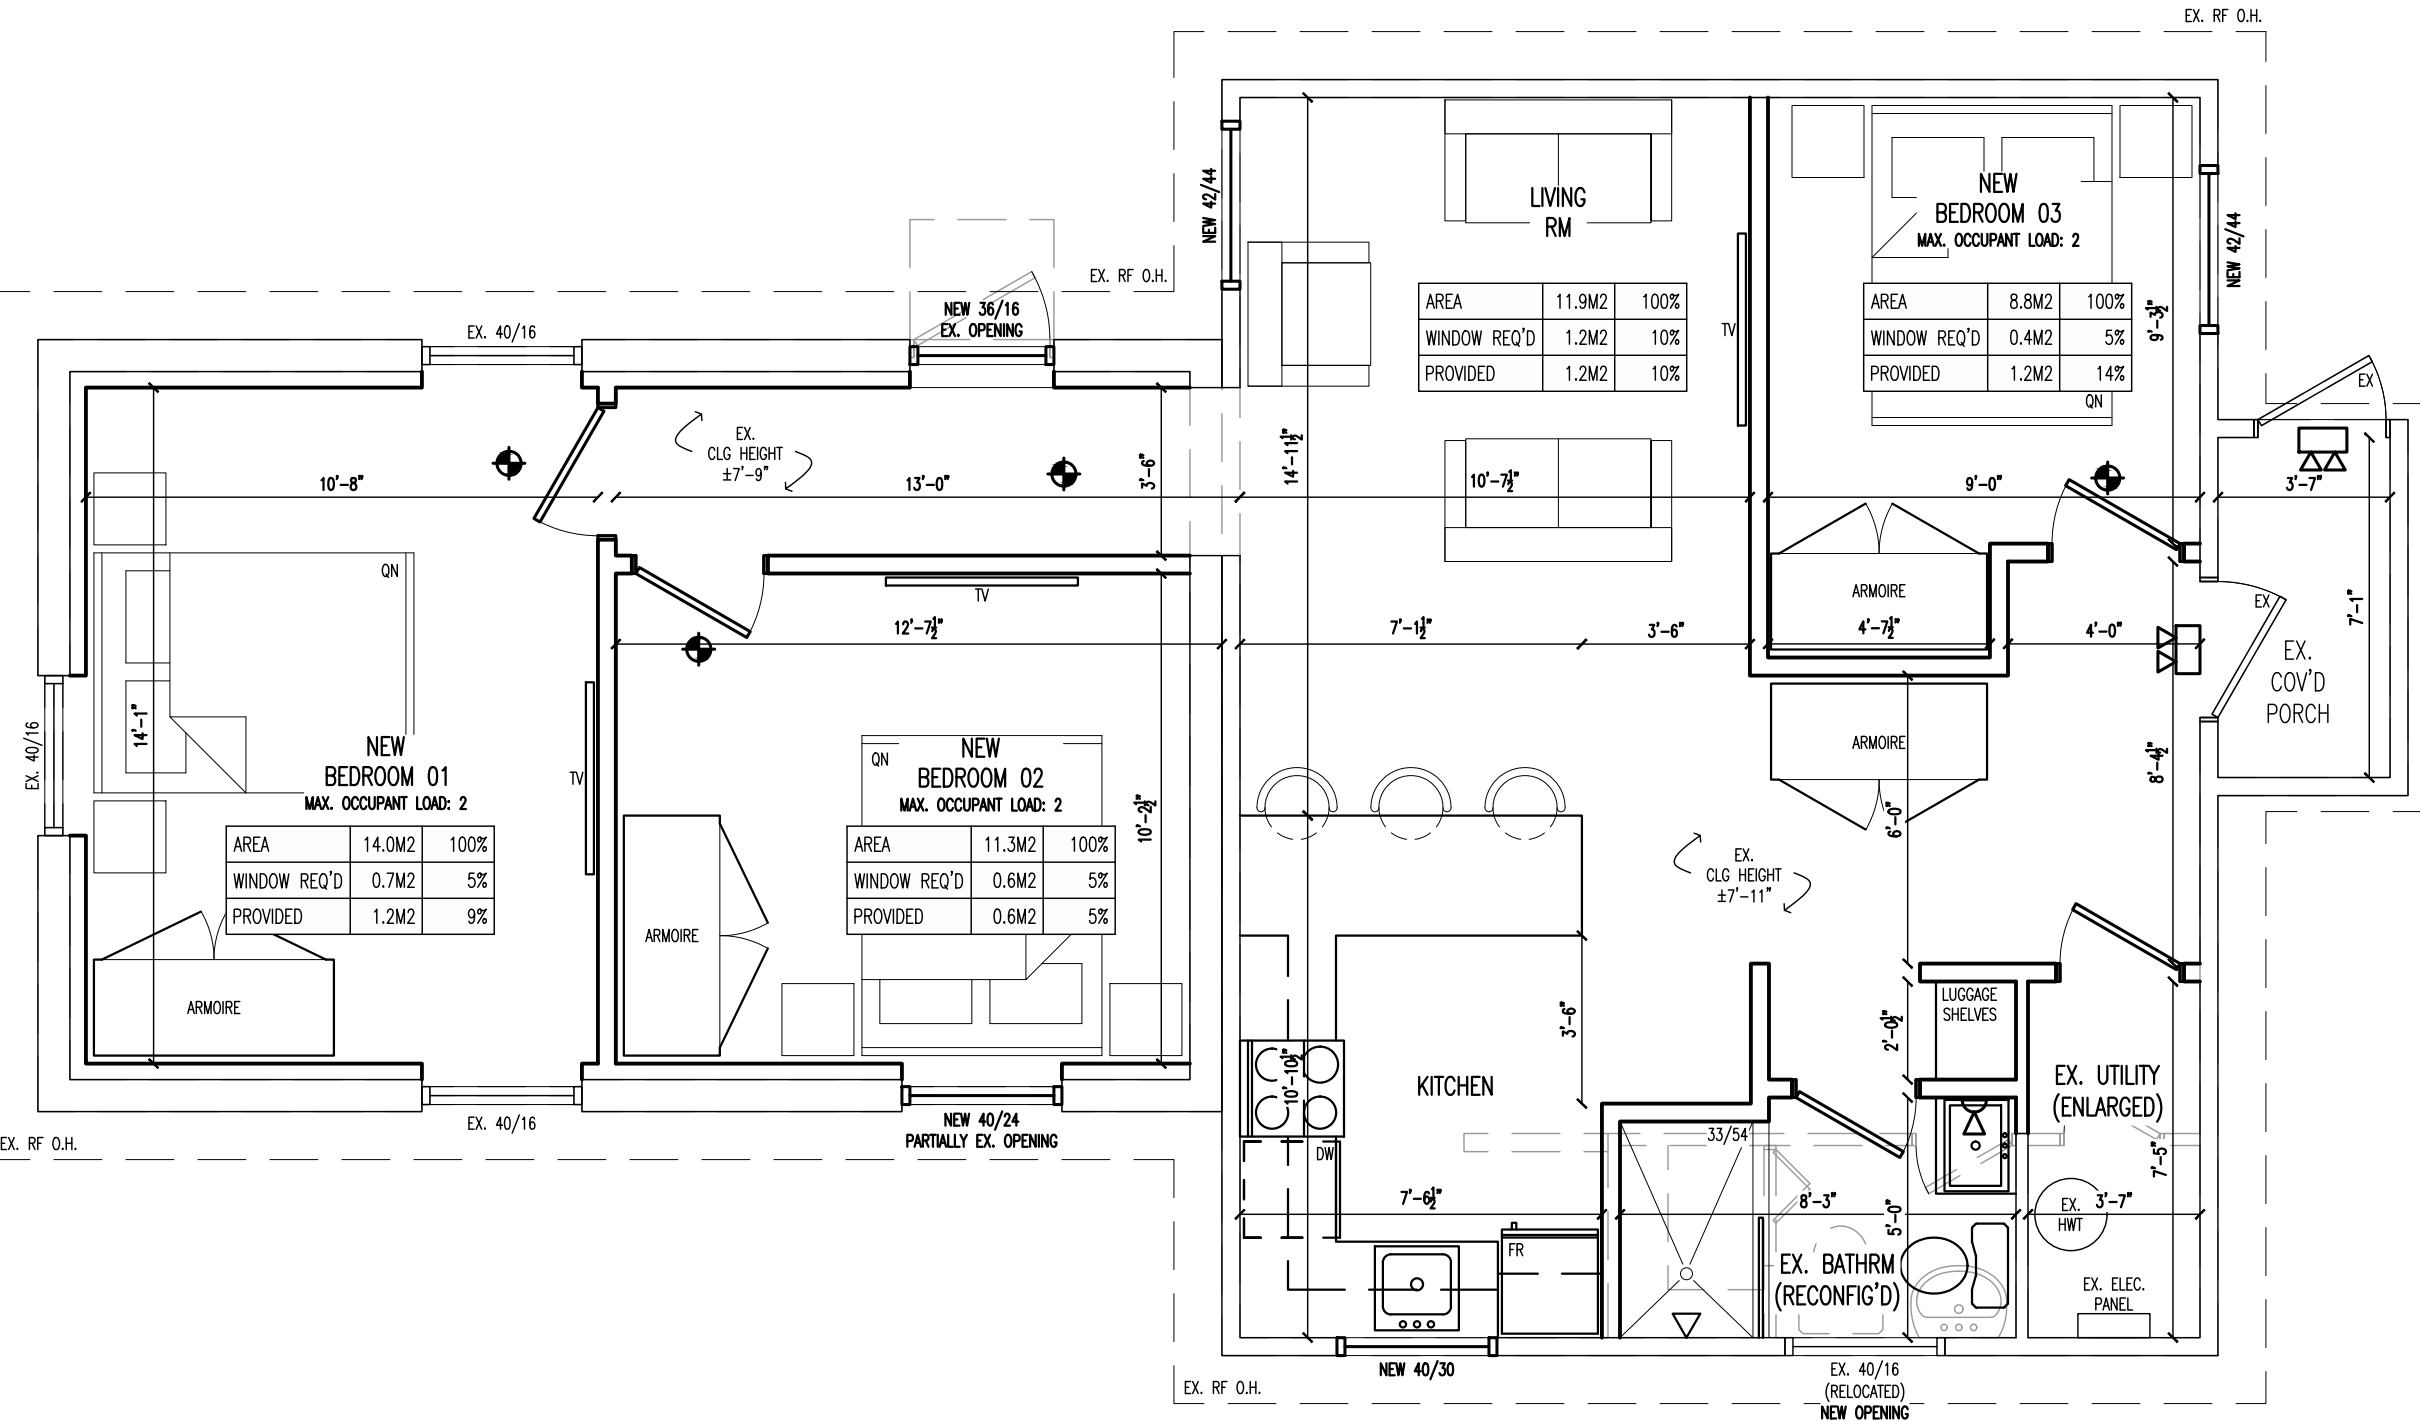 EX. RF O.H.
EX. RF O.H.
EX. 40/16
NEW 36/16
EX. OPENING
NEW 42/44
LIVING
RM
AREA 11.9M2 100%
WINDOW REQ'D 1.2M2 10%
PROVIDED 1.2M2 10%
TV
NEW
BEDROOM 03
MAX. OCCUPANT LOAD: 2
AREA 8.8M2 100%
WINDOW REQ'D 0.4M2 5%
PROVIDED 1.2M2 14%
QN
9'-3½"
NEW 42/44
EX
EX.
CLG HEIGHT
±7'-9"
10'-8"
13'-0"
3'-6"
14'-11½"
10'-7½"
9'-0"
3'-7"
QN
TV
ARMOIRE
EX
12'-7½"
7'-1½"
3'-6"
4'-7½"
4'-0"
7'-1"
EX.
COV'D
PORCH
EX. 40/16
14'-1"
NEW
BEDROOM 01
MAX. OCCUPANT LOAD: 2
AREA 14.0M2 100%
WINDOW REQ'D 0.7M2 5%
PROVIDED 1.2M2 9%
TV
QN
NEW
BEDROOM 02
MAX. OCCUPANT LOAD: 2
AREA 11.3M2 100%
WINDOW REQ'D 0.6M2 5%
PROVIDED 0.6M2 5%
10'-2½"
ARMOIRE
8'-4½"
6'-0"
EX.
CLG HEIGHT
±7'-11"
ARMOIRE
ARMOIRE
LUGGAGE
SHELVES
3'-6"
2'-0½"
10'-10½"
KITCHEN
EX. UTILITY
(ENLARGED)
EX. RF O.H.
EX. 40/16
NEW 40/24
PARTIALLY EX. OPENING
DW
33/54
7'-5"
7'-6½"
8'-3"
5'-0"
EX.
HWT
3'-7"
FR
EX. BATHRM
(RECONFIG'D)
EX. ELEC.
PANEL
NEW 40/30
EX. RF O.H.
EX. 40/16
(RELOCATED)
NEW OPENING